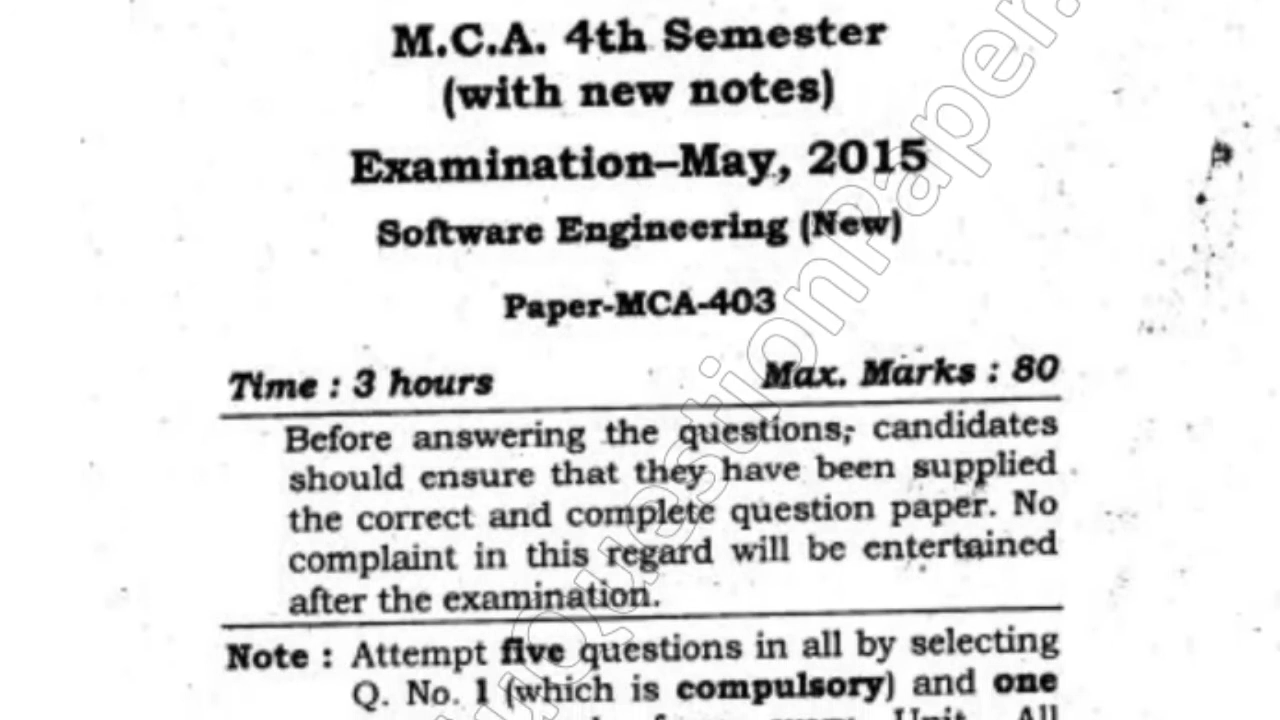 M.C.A. 4th Semester
(with new notes)
Examination–May, 2015
Software Engineering (New)
Paper-MCA-403
Time : 3 hours Max. Marks : 80
Before answering the questions, candidates
should ensure that they have been supplied
the correct and complete question paper. No
complaint in this regard will be entertained
after the examination.
Note : Attempt five questions in all by selecting
Q. No. 1 (which is compulsory) and one
Unit. All
uQuestionPaper.